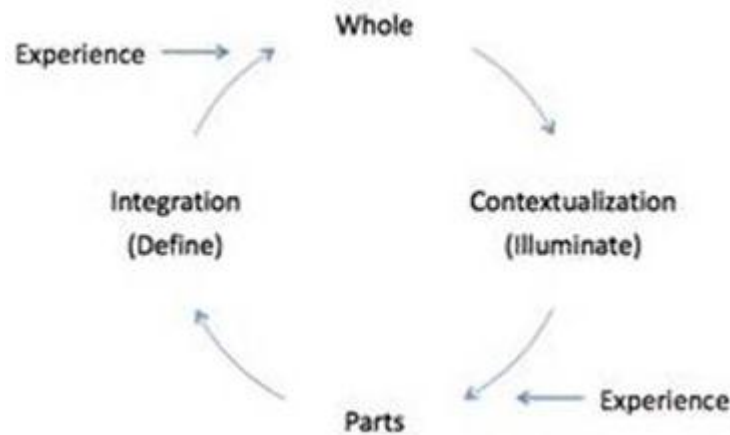 Whole
Experience
Integration
(Define)
Contextualization
(Illuminate)
Experience
Parts